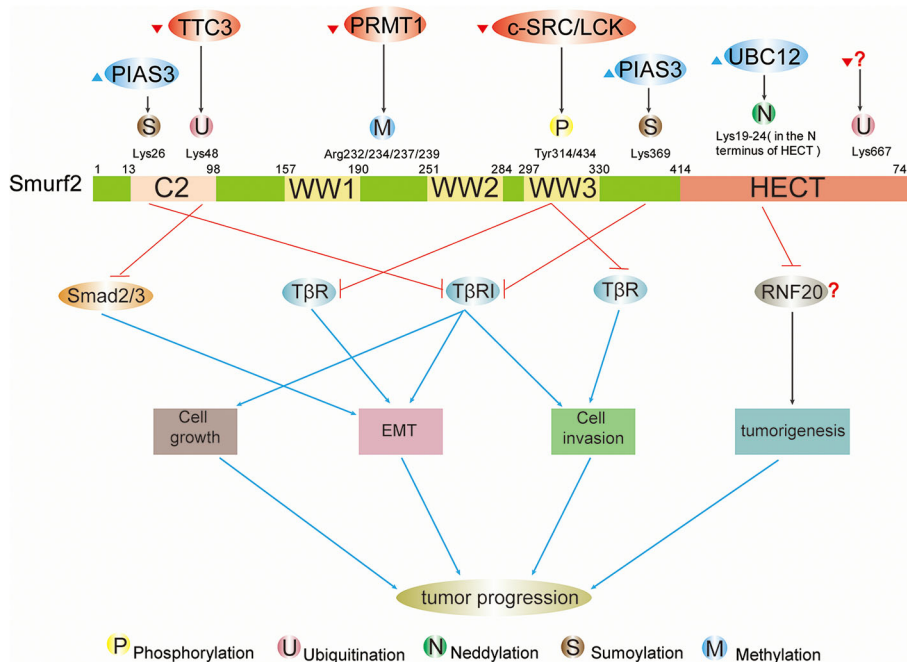 TTC3
PRMT1
c-SRC/LCK
?
PIAS3
PIAS3
UBC12
S
U
M
P
S
N
U
Lys26
Lys48
Arg232/234/237/239
Tyr314/434
Lys369
Lys19-24( in the N
terminus of HECT )
Lys667
1 13 98 157 190 251 284 297 330 414 74
Smurf2 C2 WW1 WW2 WW3 HECT
Smad2/3 TβR TβRI TβR RNF20 ?
Cell
growth
EMT
Cell
invasion
tumorigenesis
tumor progression
P Phosphorylation U Ubiquitination N Neddylation S Sumoylation M Methylation